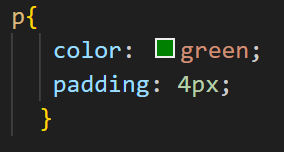 p{
color: green;
padding: 4px;
}